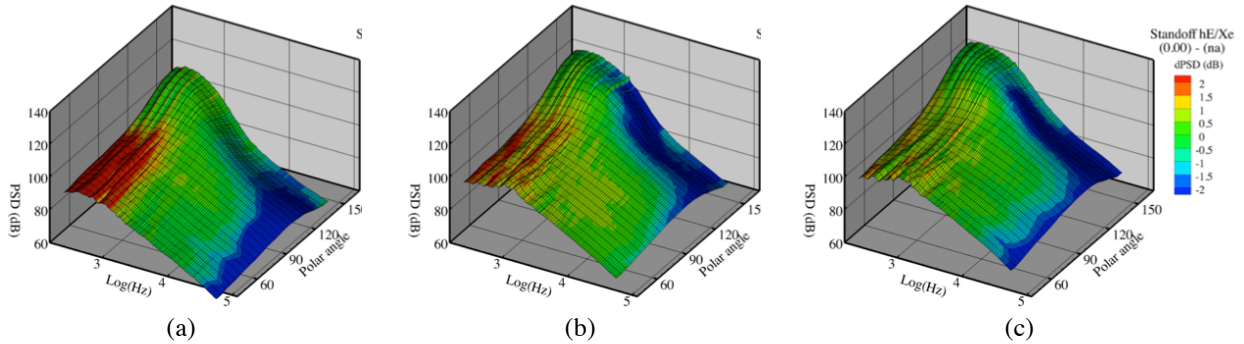 S
140
120
100
80
60
PSD (dB)
3
4
5
Log(Hz)
60
90
120
15
Polar angle
(a)
S
140
120
100
80
60
PSD (dB)
3
4
5
Log(Hz)
60
90
120
15
Polar angle
(b)
140
120
100
80
60
PSD (dB)
3
4
5
Log(Hz)
60
90
120
150
Polar angle
(c)
Standoff hE/Xe
(0.00) - (na)
dPSD (dB)
2
1.5
1
0.5
0
-0.5
-1
-1.5
-2